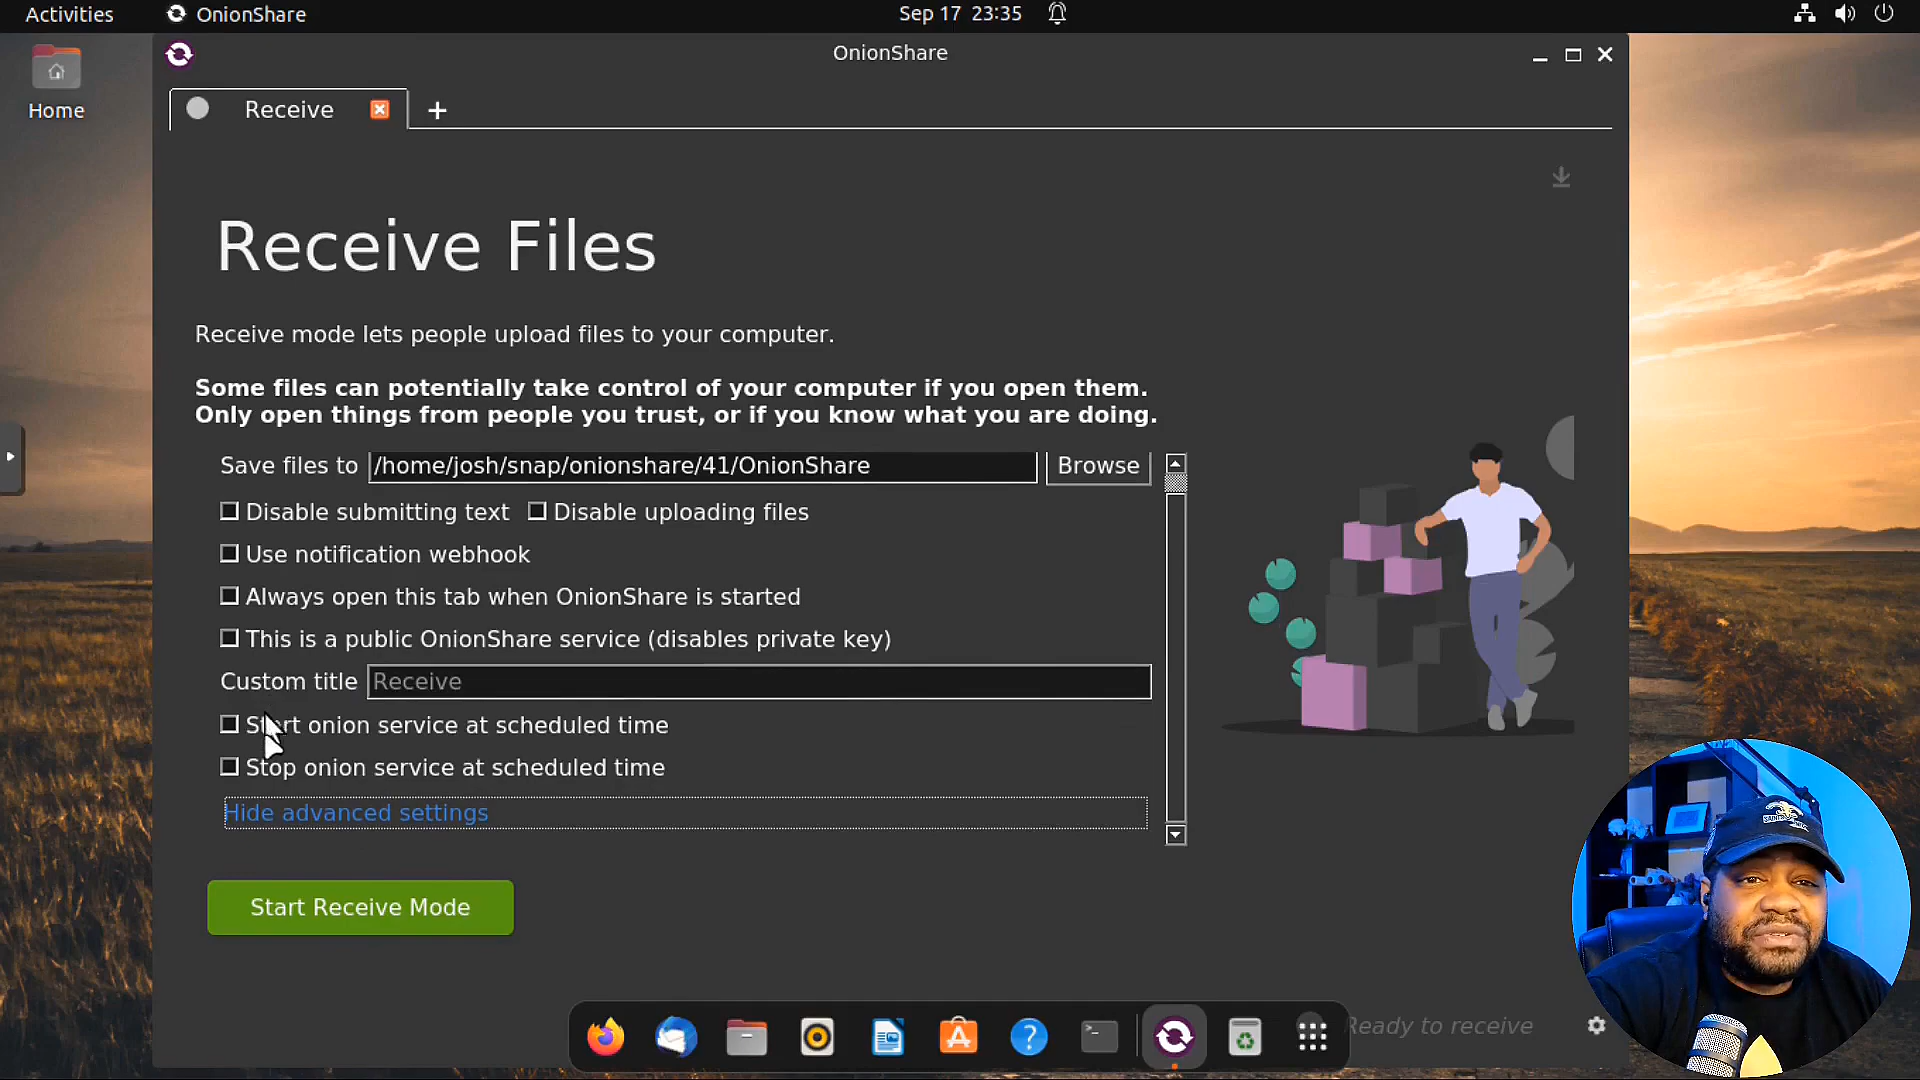 Activities
OnionShare
Sep 17 23:35
Home
OnionShare
Receive
Receive Files
Receive mode lets people upload files to your computer.
Some files can potentially take control of your computer if you open them.
Only open things from people you trust, or if you know what you are doing.
Save files to /home/josh/snap/onionshare/41/OnionShare Browse
Disable submitting text Disable uploading files
Use notification webhook
Always open this tab when OnionShare is started
This is a public OnionShare service (disables private key)
Custom title Receive
Start onion service at scheduled time
Stop onion service at scheduled time
Hide advanced settings
Start Receive Mode
Ready to receive
SAINTS